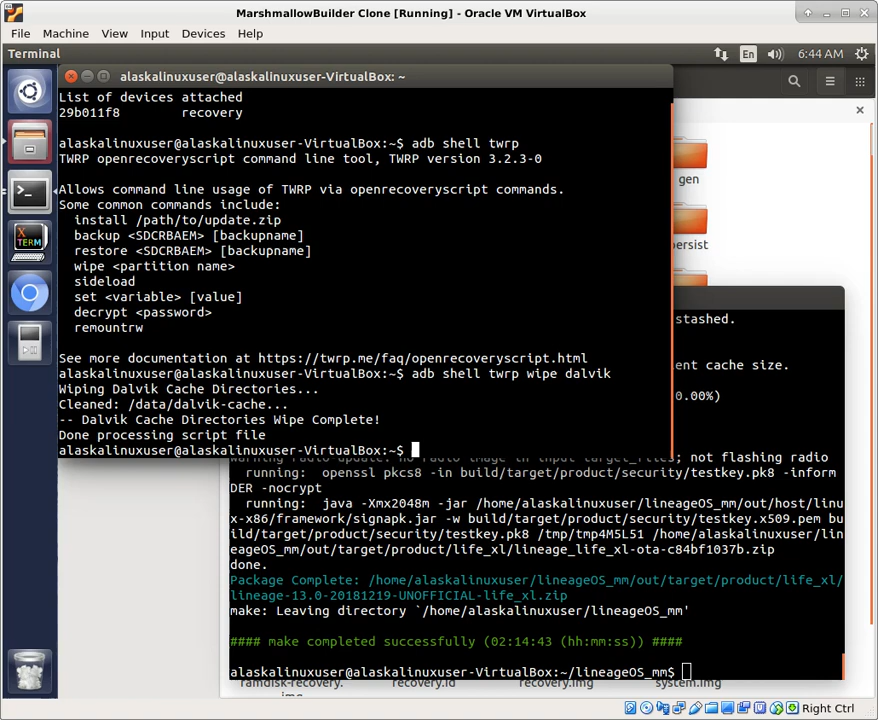 MarshmallowBuilder Clone [Running] - Oracle VM VirtualBox
File Machine View Input Devices Help
Terminal
En
6:44 AM
alaskalinuxuser@alaskalinuxuser-VirtualBox: ~
List of devices attached
29b011f8 recovery
alaskalinuxuser@alaskalinuxuser-VirtualBox:~$ adb shell twrp
TWRP openrecoveryscript command line tool, TWRP version 3.2.3-0
Allows command line usage of TWRP via openrecoveryscript commands.
Some common commands include:
install /path/to/update.zip
backup <SDCRBAEM> [backupname]
restore <SDCRBAEM> [backupname]
wipe <partition name>
sideload
set <variable> [value]
decrypt <password>
remountrw
See more documentation at https://twrp.me/faq/openrecoveryscript.html
alaskalinuxuser@alaskalinuxuser-VirtualBox:~$ adb shell twrp wipe dalvik
Wiping Dalvik Cache Directories...
Cleaned: /data/dalvik-cache...
-- Dalvik Cache Directories Wipe Complete!
Done processing script file
alaskalinuxuser@alaskalinuxuser-VirtualBox:~$
X
TERM
gen
ersist
stashed.
ent cache size.
0.00%)
; not flashing radio
running: openssl pkcs8 -in build/target/product/security/testkey.pk8 -inform
DER -nocrypt
running: java -Xmx2048m -jar /home/alaskalinuxuser/lineageOS_mm/out/host/linu
x-x86/framework/signapk.jar -w build/target/product/security/testkey.x509.pem bu
ild/target/product/security/testkey.pk8 /tmp/tmp4M5L51 /home/alaskalinuxuser/lin
eageOS_mm/out/target/product/life_xl/lineage_life_xl-ota-c84bf1037b.zip
done.
Package Complete: /home/alaskalinuxuser/lineageOS_mm/out/target/product/life_xl/
lineage-13.0-20181219-UNOFFICIAL-life_xl.zip
make: Leaving directory `/home/alaskalinuxuser/lineageOS_mm'
#### make completed successfully (02:14:43 (hh:mm:ss)) ####
alaskalinuxuser@alaskalinuxuser-VirtualBox:~/lineageOS_mm$
ramdisk-recovery. recovery.id recovery.img system.img
Right Ctrl